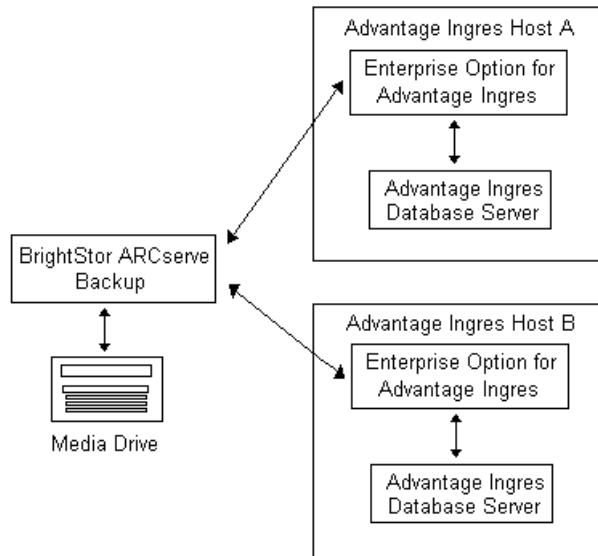 Advantage Ingres Host A
Enterprise Option for
Advantage Ingres
Advantage Ingres
Database Server
BrightStor ARCserve
Backup
Media Drive
Advantage Ingres Host B
Enterprise Option for
Advantage Ingres
Advantage Ingres
Database Server